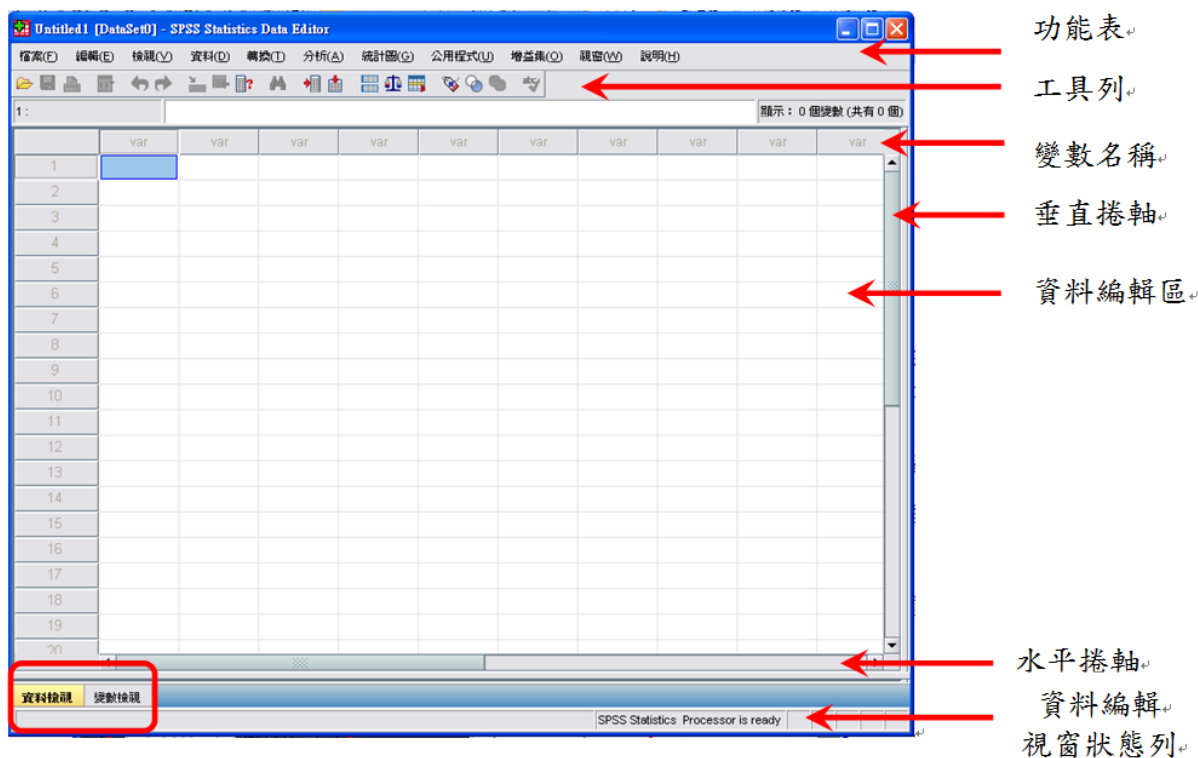 Untitled1 [DataSet0] - SPSS Statistics Data Editor
檔案(F) 編輯(E) 檢視(V) 資料(D) 轉換(T) 分析(A) 統計圖(G) 公用程式(U) 增益集(O) 視窗(W) 說明(H)
1 :
顯示： 0 個變數 (共有 0 個)
var var var var var var var var var var
1
2
3
4
5
6
7
8
9
10
11
12
13
14
15
16
17
18
19
20
資料檢視 變數檢視
SPSS Statistics Processor is ready
功能表
工具列
變數名稱
垂直捲軸
資料編輯區
水平捲軸
資料編輯
視窗狀態列